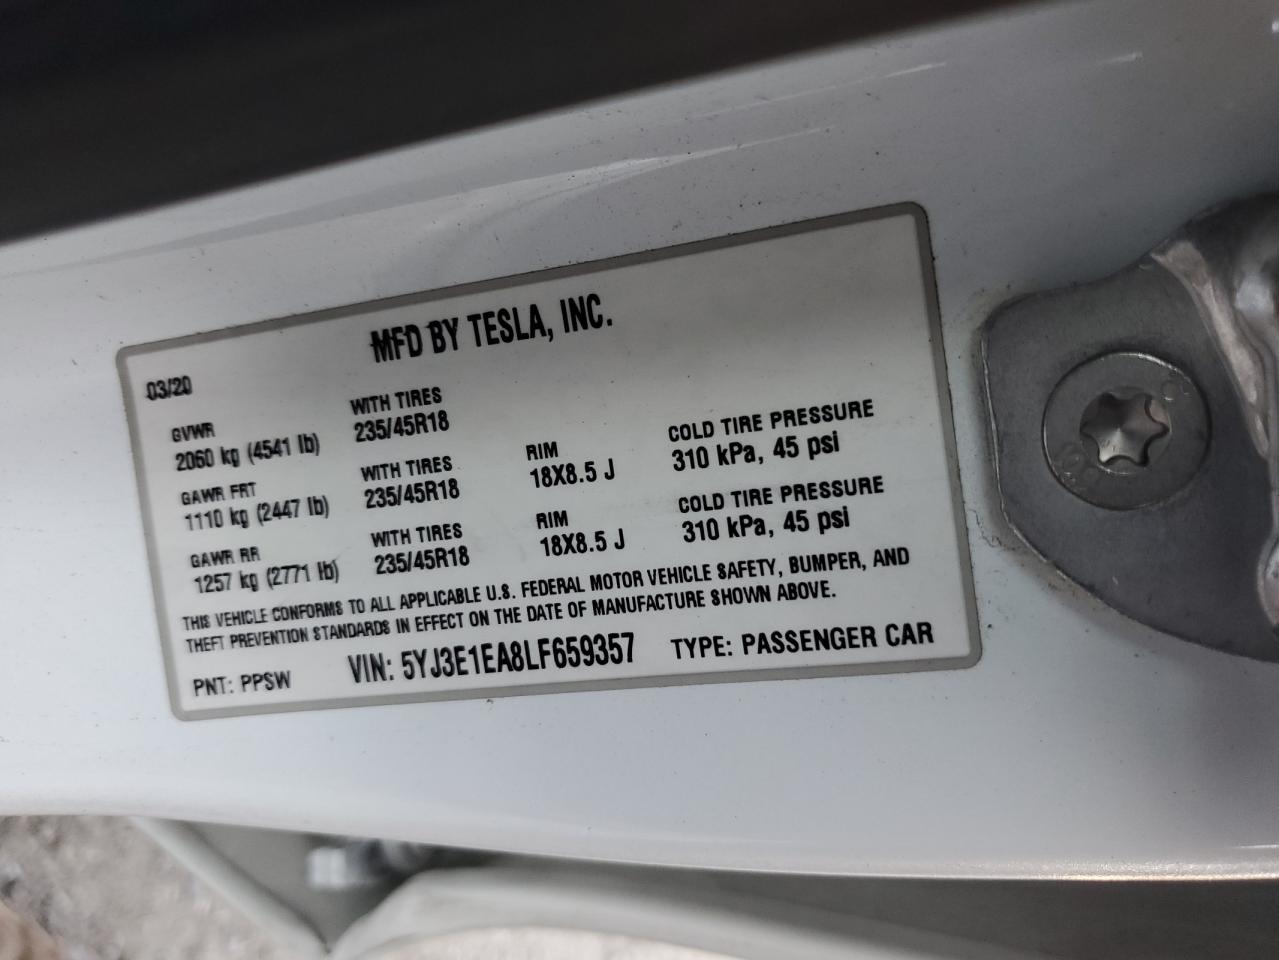 MFD BY TESLA, INC.
03/20
GVWR WITH TIRES
2060 kg (4541 lb) 235/45R18
GAWR FRT WITH TIRES RIM COLD TIRE PRESSURE
1110 kg (2447 lb) 235/45R18 18X8.5 J 310 kPa, 45 psi
GAWR RR WITH TIRES RIM COLD TIRE PRESSURE
1257 kg (2771 lb) 235/45R18 18X8.5 J 310 kPa, 45 psi
THIS VEHICLE CONFORMS TO ALL APPLICABLE U.S. FEDERAL MOTOR VEHICLE SAFETY, BUMPER, AND
THEFT PREVENTION STANDARDS IN EFFECT ON THE DATE OF MANUFACTURE SHOWN ABOVE.
PNT: PPSW VIN: 5YJ3E1EA8LF659357 TYPE: PASSENGER CAR